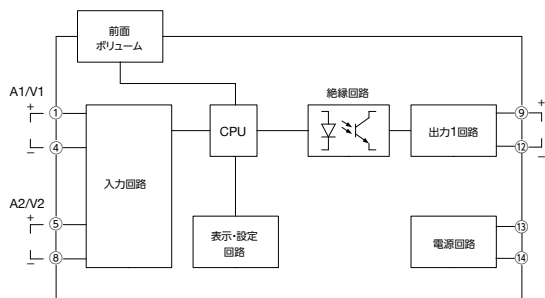 前面
ボリューム
A1/V1
+
①
−
④
入力回路
A2/V2
+
⑤
−
⑧
CPU
絶縁回路
表示・設定
回路
出力1回路
⑨
+
⑫
−
電源回路
⑬
⑭